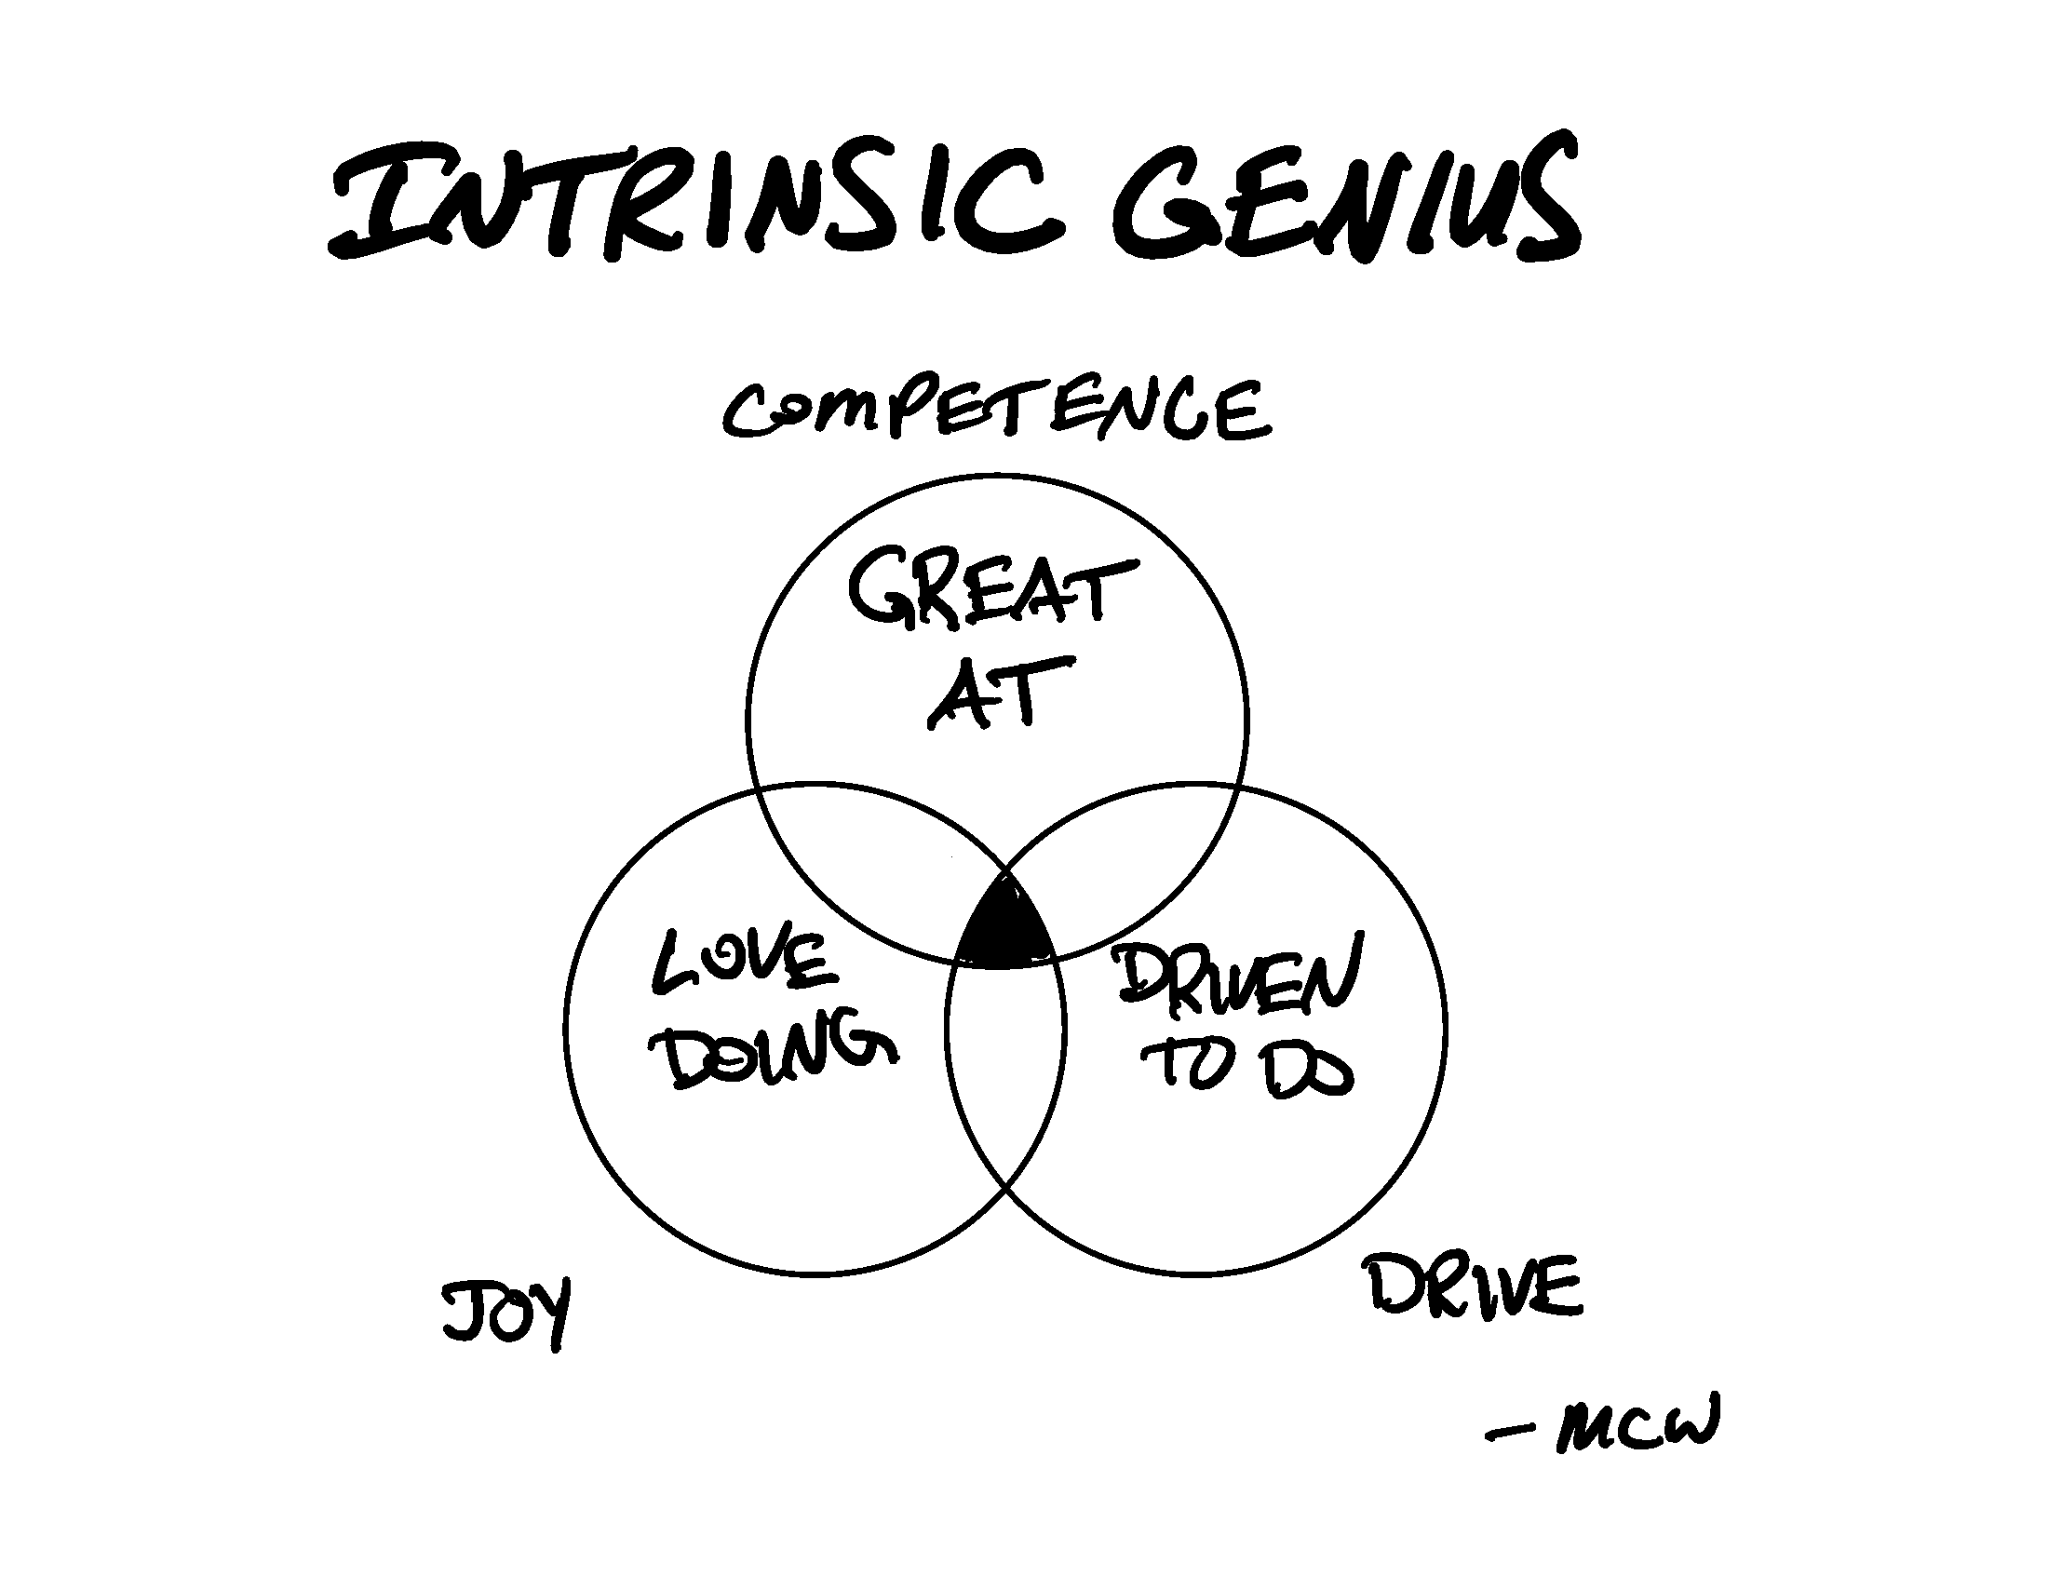 INTRINSIC GENIUS
COMPETENCE
GREAT
AT
LOVE
DOING
DRIVEN
TO DO
JOY
DRIVE
- MCW